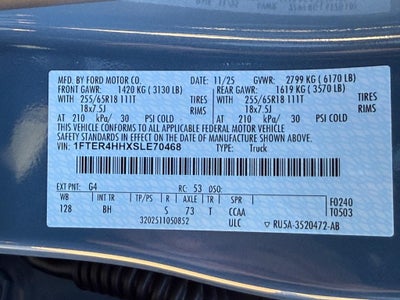 MFD. BY FORD MOTOR CO. 11/25 GVWR: 2799 KG ( 6170 LB)
FRONT GAWR: 1420 KG ( 3130 LB) REAR GAWR: 1619 KG ( 3570 LB)
WITH 255/65R18 111T WITH 255/65R18 111T
18x7.5J 18x7.5J
AT 210 kPa/ 30 PSI COLD AT 210 kPa/ 30 PSI COLD
THIS VEHICLE CONFORMS TO ALL APPLICABLE FEDERAL MOTOR VEHICLE
SAFETY STANDARDS IN EFFECT ON THE DATE OF MANUFACTURE SHOWN ABOVE.
VIN: 1FTER4HHXSLE70468 TYPE: Truck
EXT PNT: G4 RC: 53 DSO: F0240
WB INT TR TP/PS R AXLE TR SPR T0503
128 BH S 73 T CCAA
3202511050852 ULC RU5A-3520472-AB